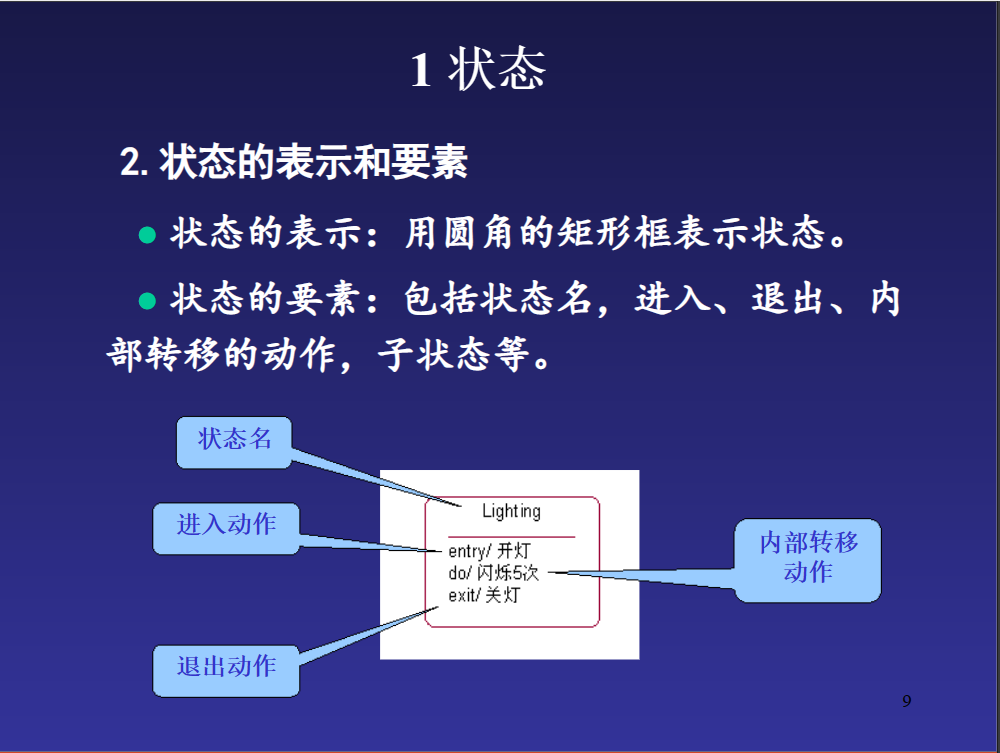 1 状态
2. 状态的表示和要素
状态的表示：用圆角的矩形框表示状态。
状态的要素：包括状态名，进入、退出、内
部转移的动作，子状态等。
状态名
Lighting
进入动作
entry/ 开灯
do/ 闪烁5次
exit/ 关灯
内部转移
动作
退出动作
9